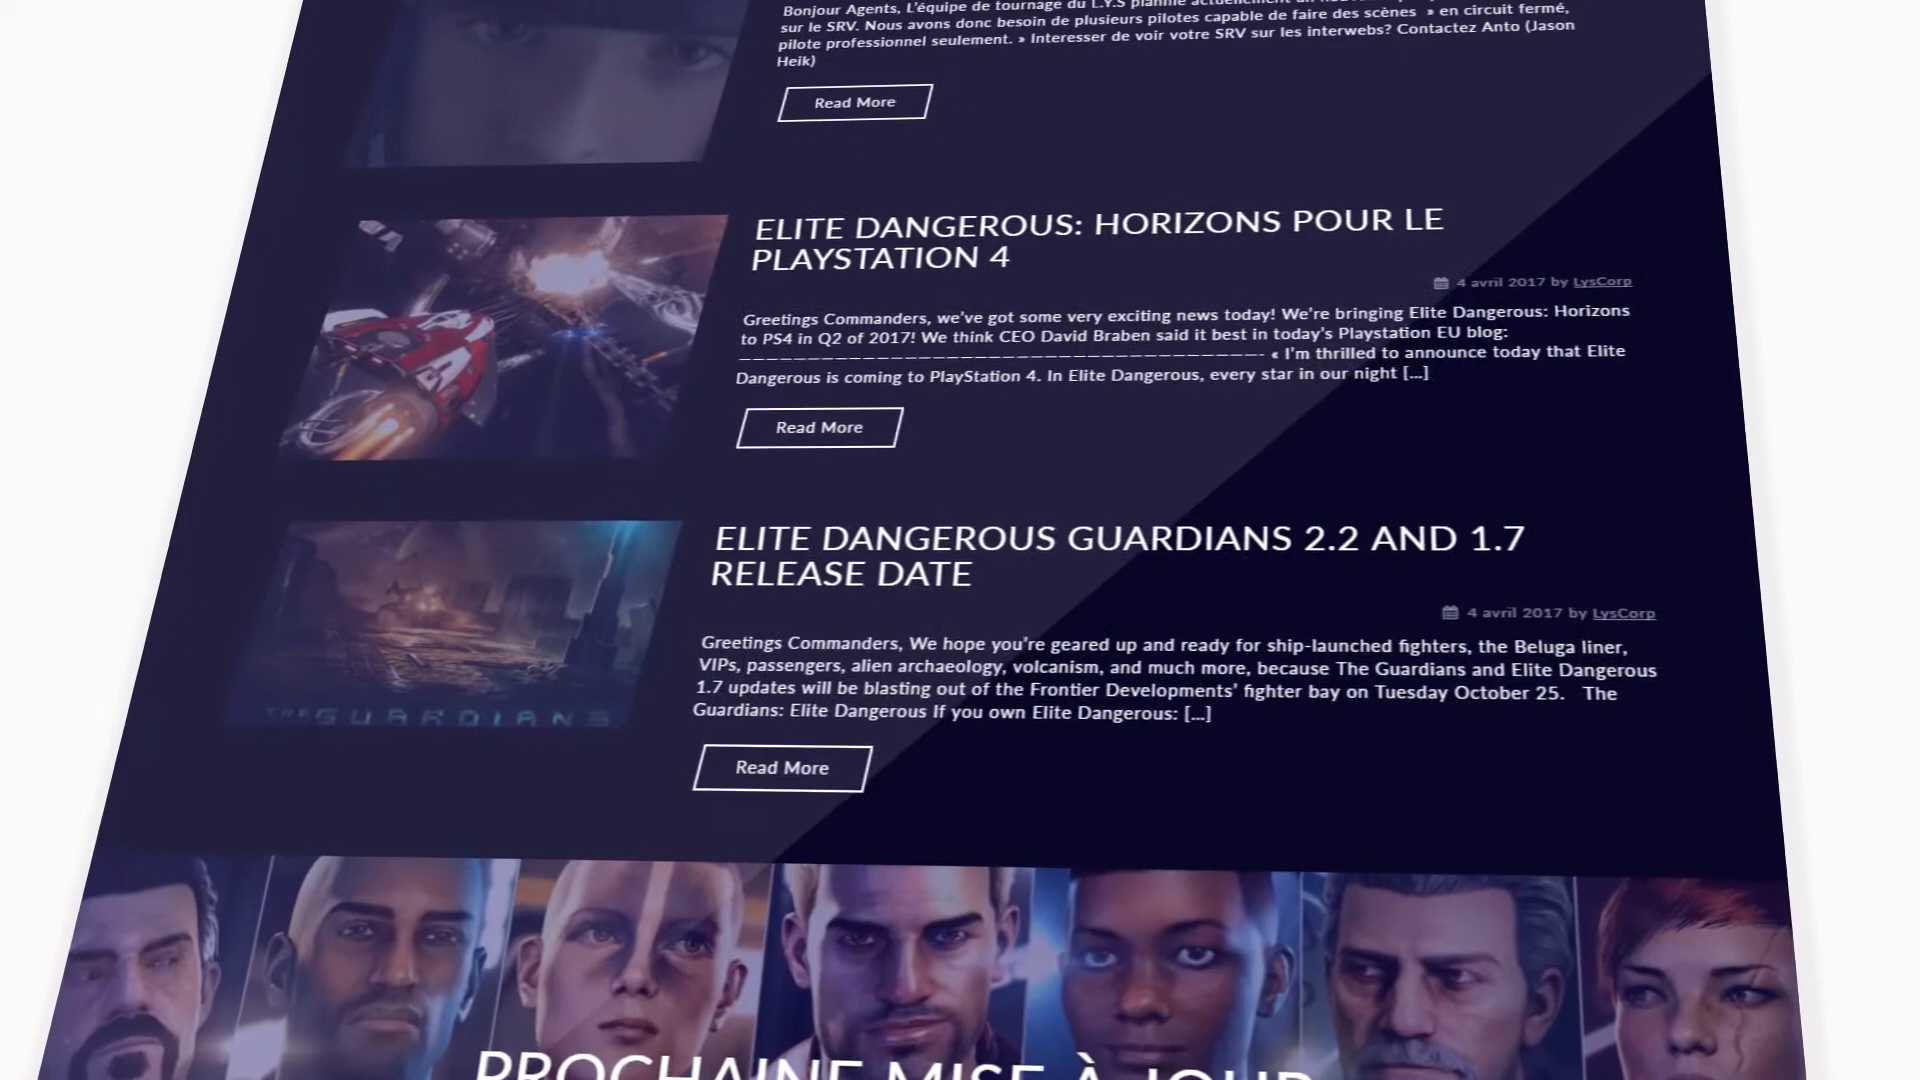 Bonjour Agents, L'équipe de tournage du L.Y.S planifie actuellement un
sur le SRV. Nous avons donc besoin de plusieurs pilotes capable de faire des scènes » en circuit fermé,
pilote professionnel seulement. » Interesser de voir votre SRV sur les interwebs? Contactez Anto (Jason
Heik)
Read More
ELITE DANGEROUS: HORIZONS POUR LE
PLAYSTATION 4
4 avril 2017 by LysCorp
Greetings Commanders, we've got some very exciting news today! We're bringing Elite Dangerous: Horizons
to PS4 in Q2 of 2017! We think CEO David Braben said it best in today's Playstation EU blog:
—————————————————————————————————————- « I'm thrilled to announce today that Elite
Dangerous is coming to PlayStation 4. In Elite Dangerous, every star in our night [...]
Read More
ELITE DANGEROUS GUARDIANS 2.2 AND 1.7
RELEASE DATE
4 avril 2017 by LysCorp
THE GUARDIANS
Greetings Commanders, We hope you're geared up and ready for ship-launched fighters, the Beluga liner,
VIPs, passengers, alien archaeology, volcanism, and much more, because The Guardians and Elite Dangerous
1.7 updates will be blasting out of the Frontier Developments' fighter bay on Tuesday October 25. The
Guardians: Elite Dangerous If you own Elite Dangerous: [...]
Read More
PROCHAINE MISE À JOUR